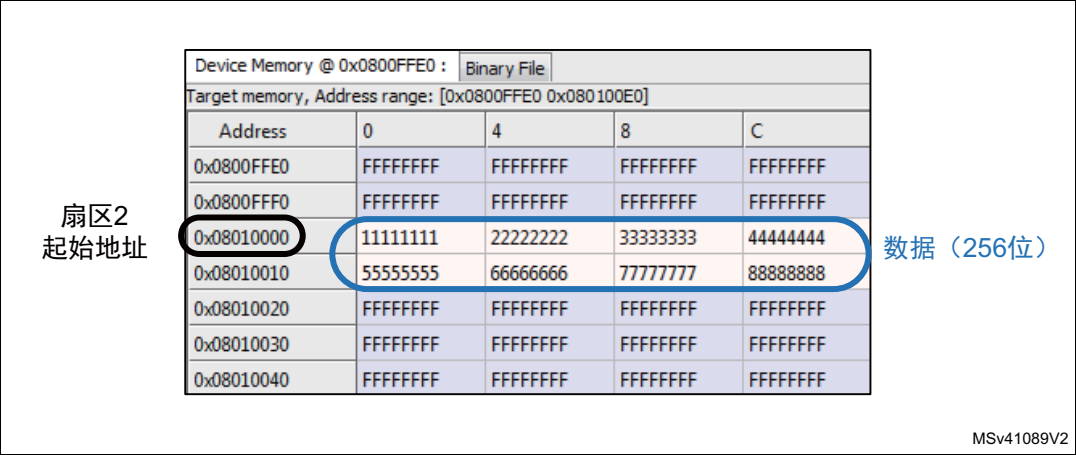 Device Memory @ 0x0800FFE0 : Binary File
Target memory, Address range: [0x0800FFE0 0x080100E0]
Address 0 4 8 C
0x0800FFE0 FFFFFFFF FFFFFFFF FFFFFFFF FFFFFFFF
0x0800FFF0 FFFFFFFF FFFFFFFF FFFFFFFF FFFFFFFF
扇区2
起始地址
0x08010000 11111111 22222222 33333333 44444444
0x08010010 55555555 66666666 77777777 88888888
数据（256位）
0x08010020 FFFFFFFF FFFFFFFF FFFFFFFF FFFFFFFF
0x08010030 FFFFFFFF FFFFFFFF FFFFFFFF FFFFFFFF
0x08010040 FFFFFFFF FFFFFFFF FFFFFFFF FFFFFFFF
MSv41089V2